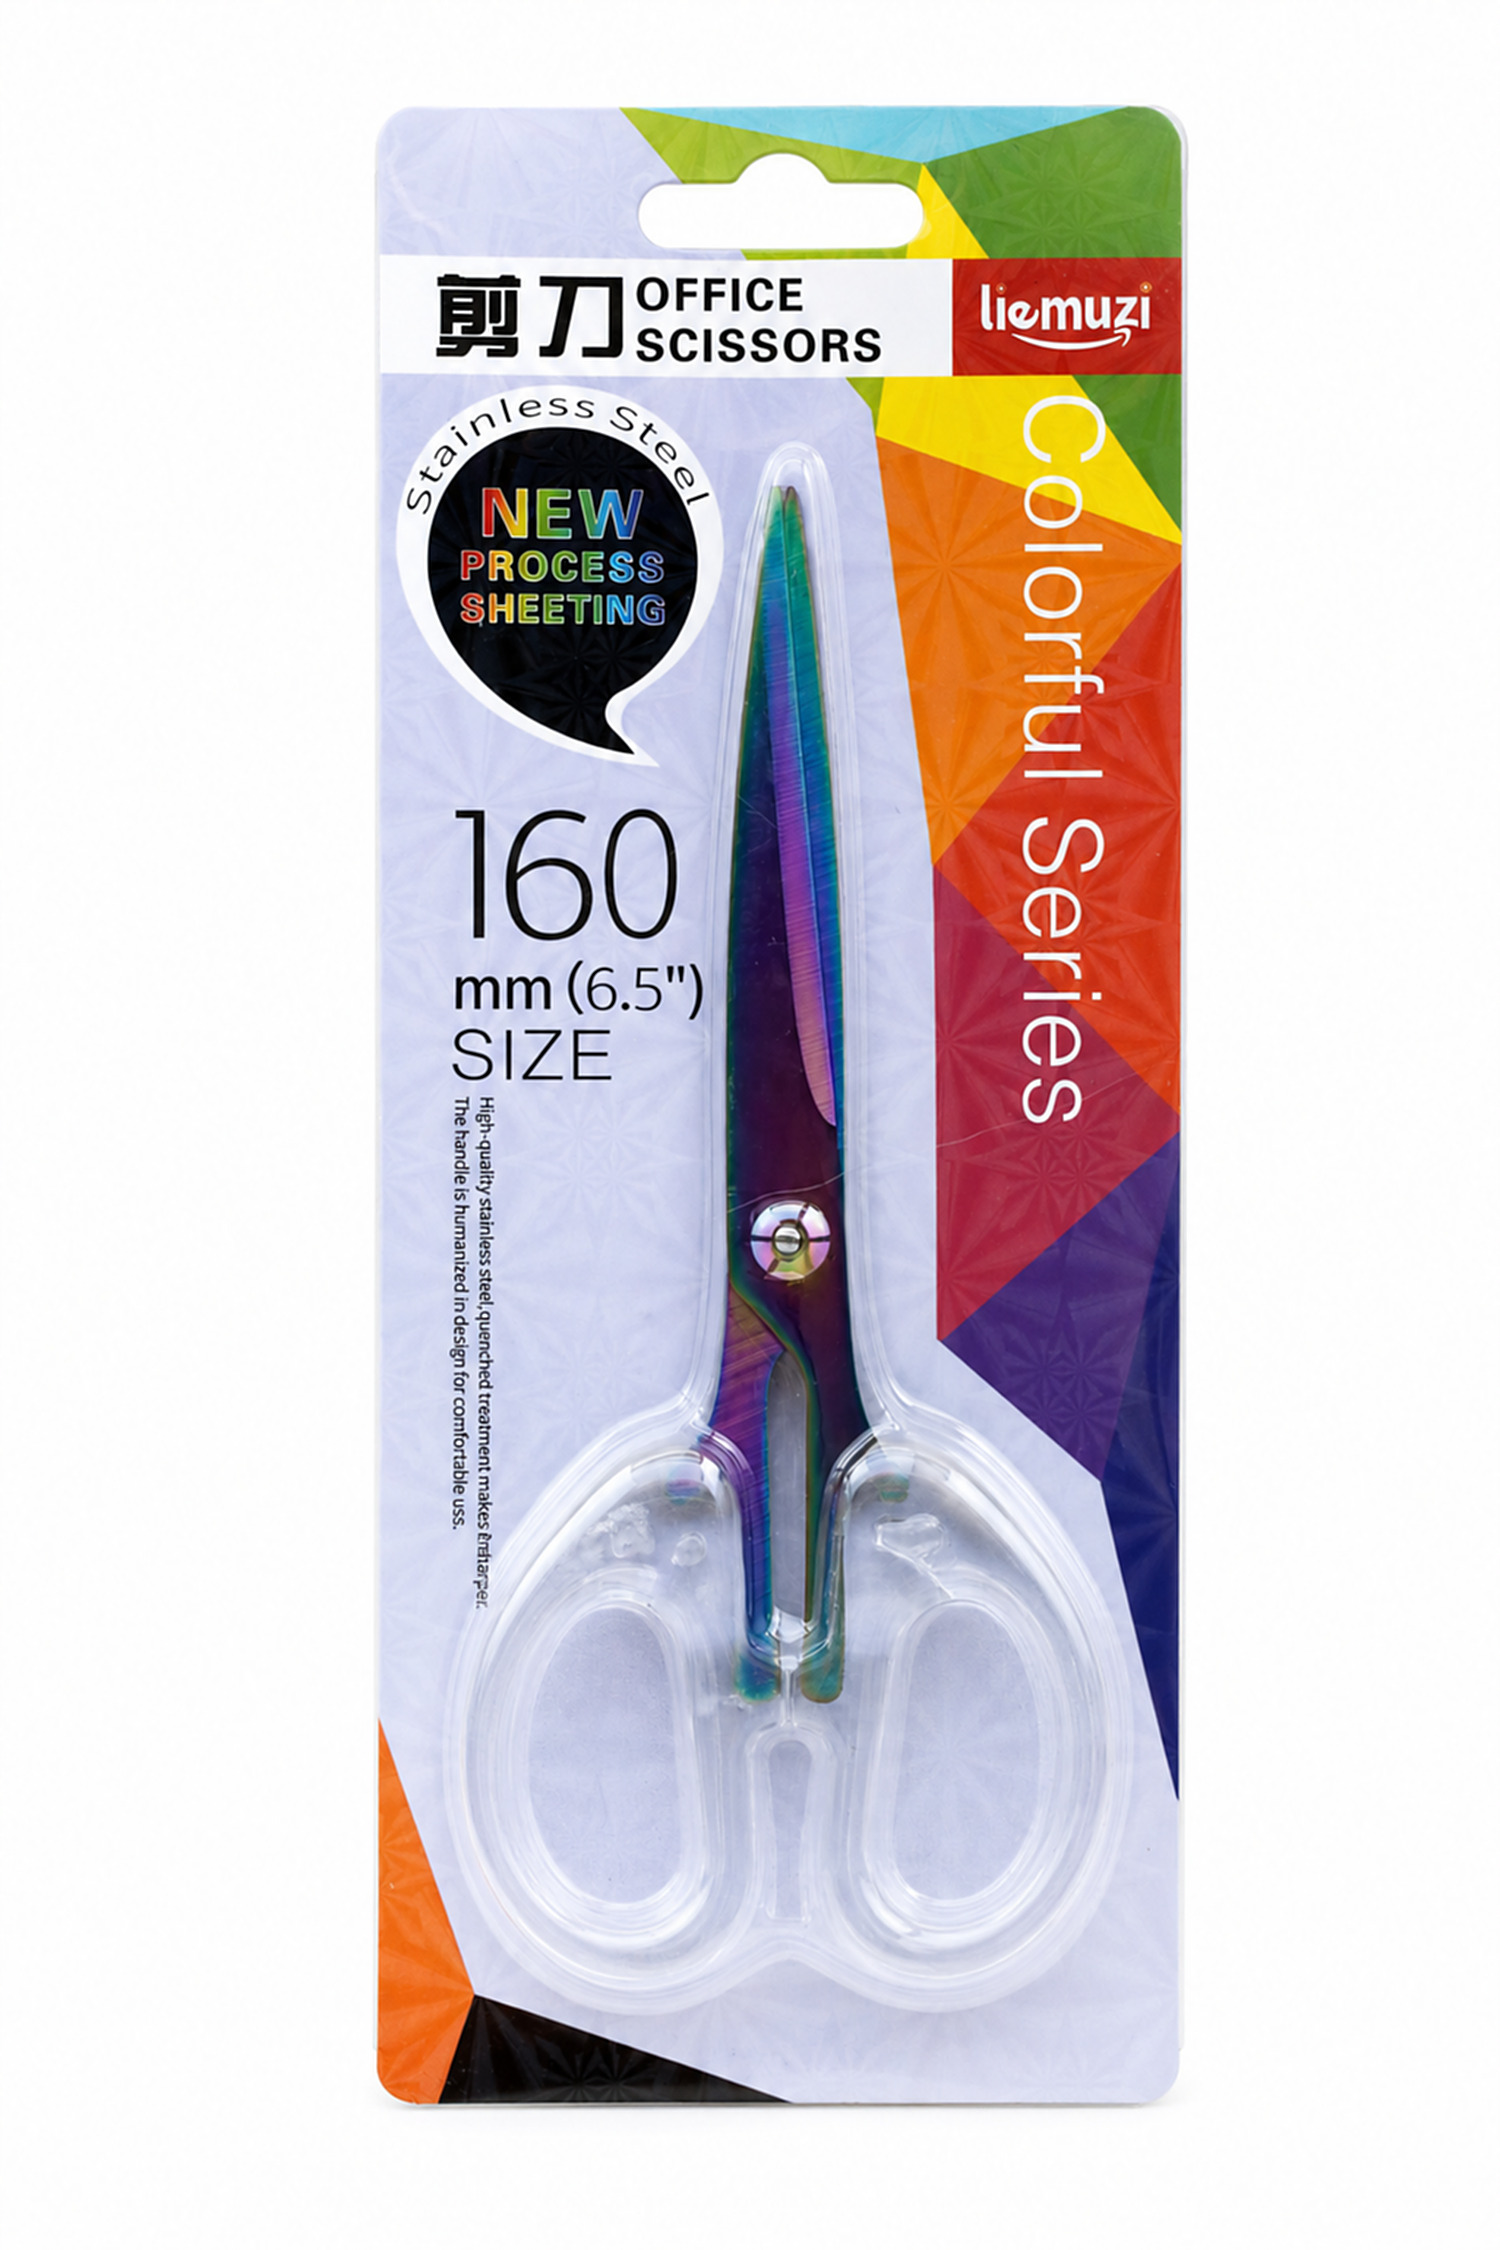 剪刀 OFFICE
SCISSORS
liemuzi
Stainless Steel
NEW
PROCESS
SHEETING
160
mm (6.5")
SIZE
High-quality stainless steel,quenched treatment makes
The handle is humanized in design for comfortable uss.
Colorful Series